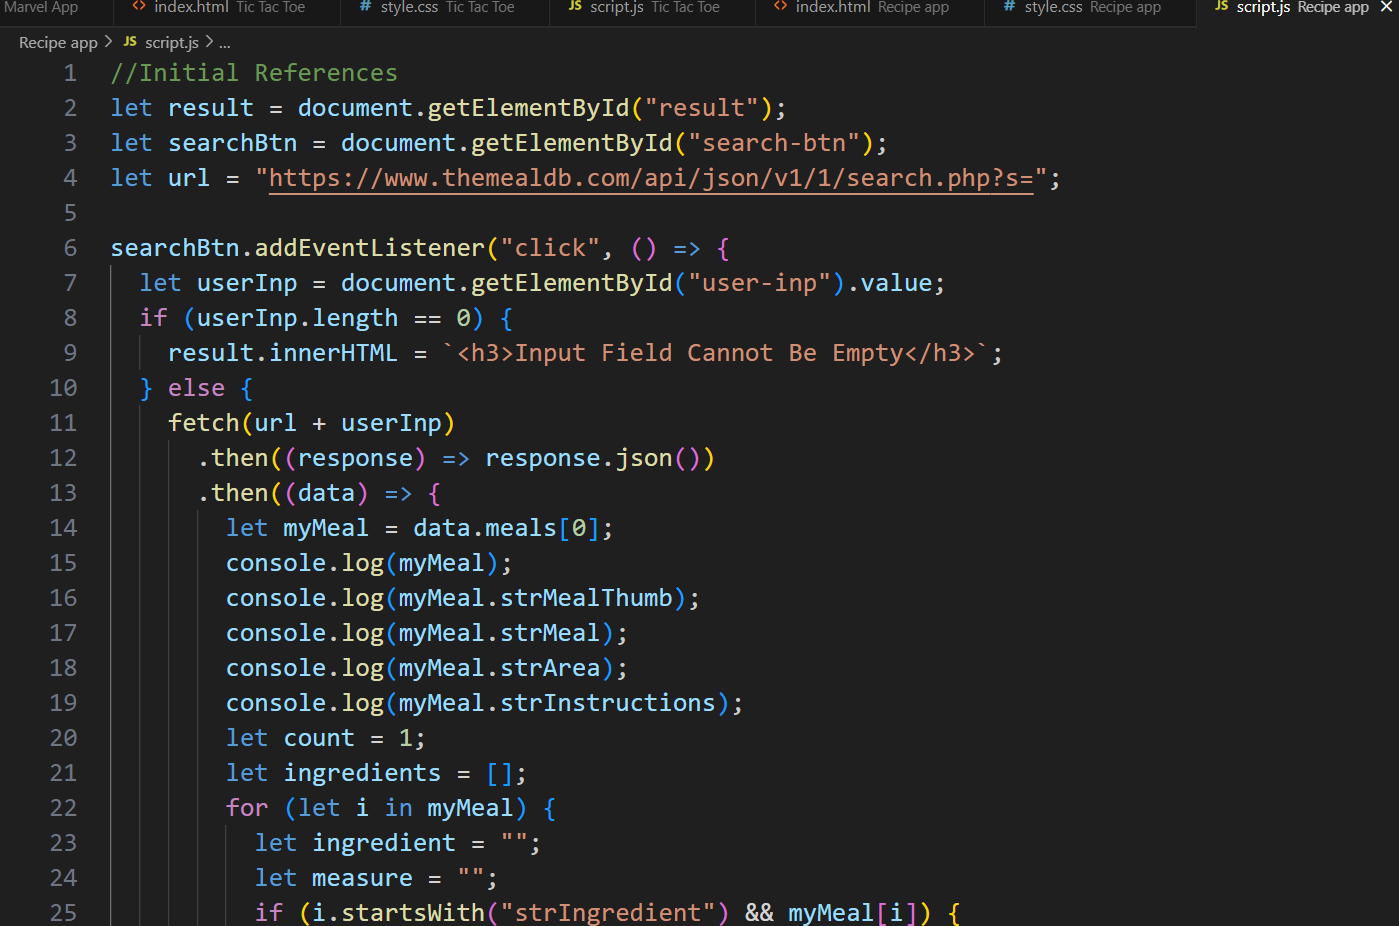 Marvel App <> index.html Tic Tac Toe # style.css Tic Tac Toe JS script.js Tic Tac Toe <> index.html Recipe app # style.css Recipe app JS script.js Recipe app ×
Recipe app > JS script.js > ...
1 //Initial References
2 let result = document.getElementById("result");
3 let searchBtn = document.getElementById("search-btn");
4 let url = "https://www.themealdb.com/api/json/v1/1/search.php?s=";
5
6 searchBtn.addEventListener("click", () => {
7 let userInp = document.getElementById("user-inp").value;
8 if (userInp.length == 0) {
9 result.innerHTML = `<h3>Input Field Cannot Be Empty</h3>`;
10 } else {
11 fetch(url + userInp)
12 .then((response) => response.json())
13 .then((data) => {
14 let myMeal = data.meals[0];
15 console.log(myMeal);
16 console.log(myMeal.strMealThumb);
17 console.log(myMeal.strMeal);
18 console.log(myMeal.strArea);
19 console.log(myMeal.strInstructions);
20 let count = 1;
21 let ingredients = [];
22 for (let i in myMeal) {
23 let ingredient = "";
24 let measure = "";
25 if (i.startsWith("strIngredient") && myMeal[i]) {